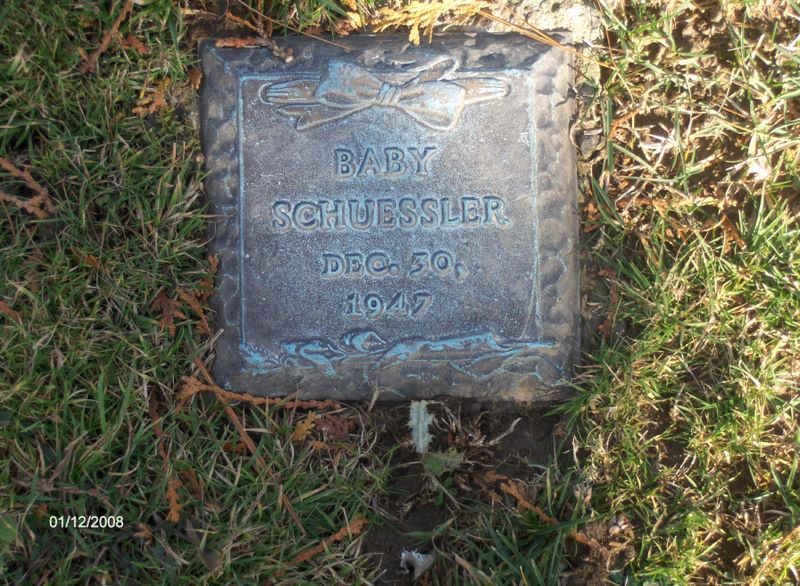 BABY
SCHUESSLER
DEC. 30,
1947
01/12/2008